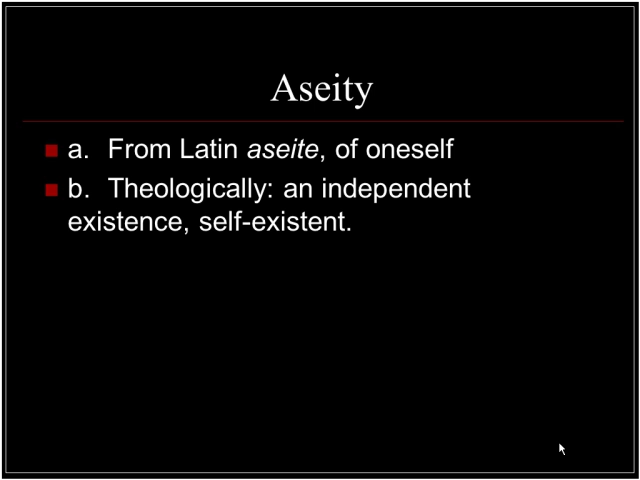 Aseity
a. From Latin aseite, of oneself
b. Theologically: an independent
existence, self-existent.